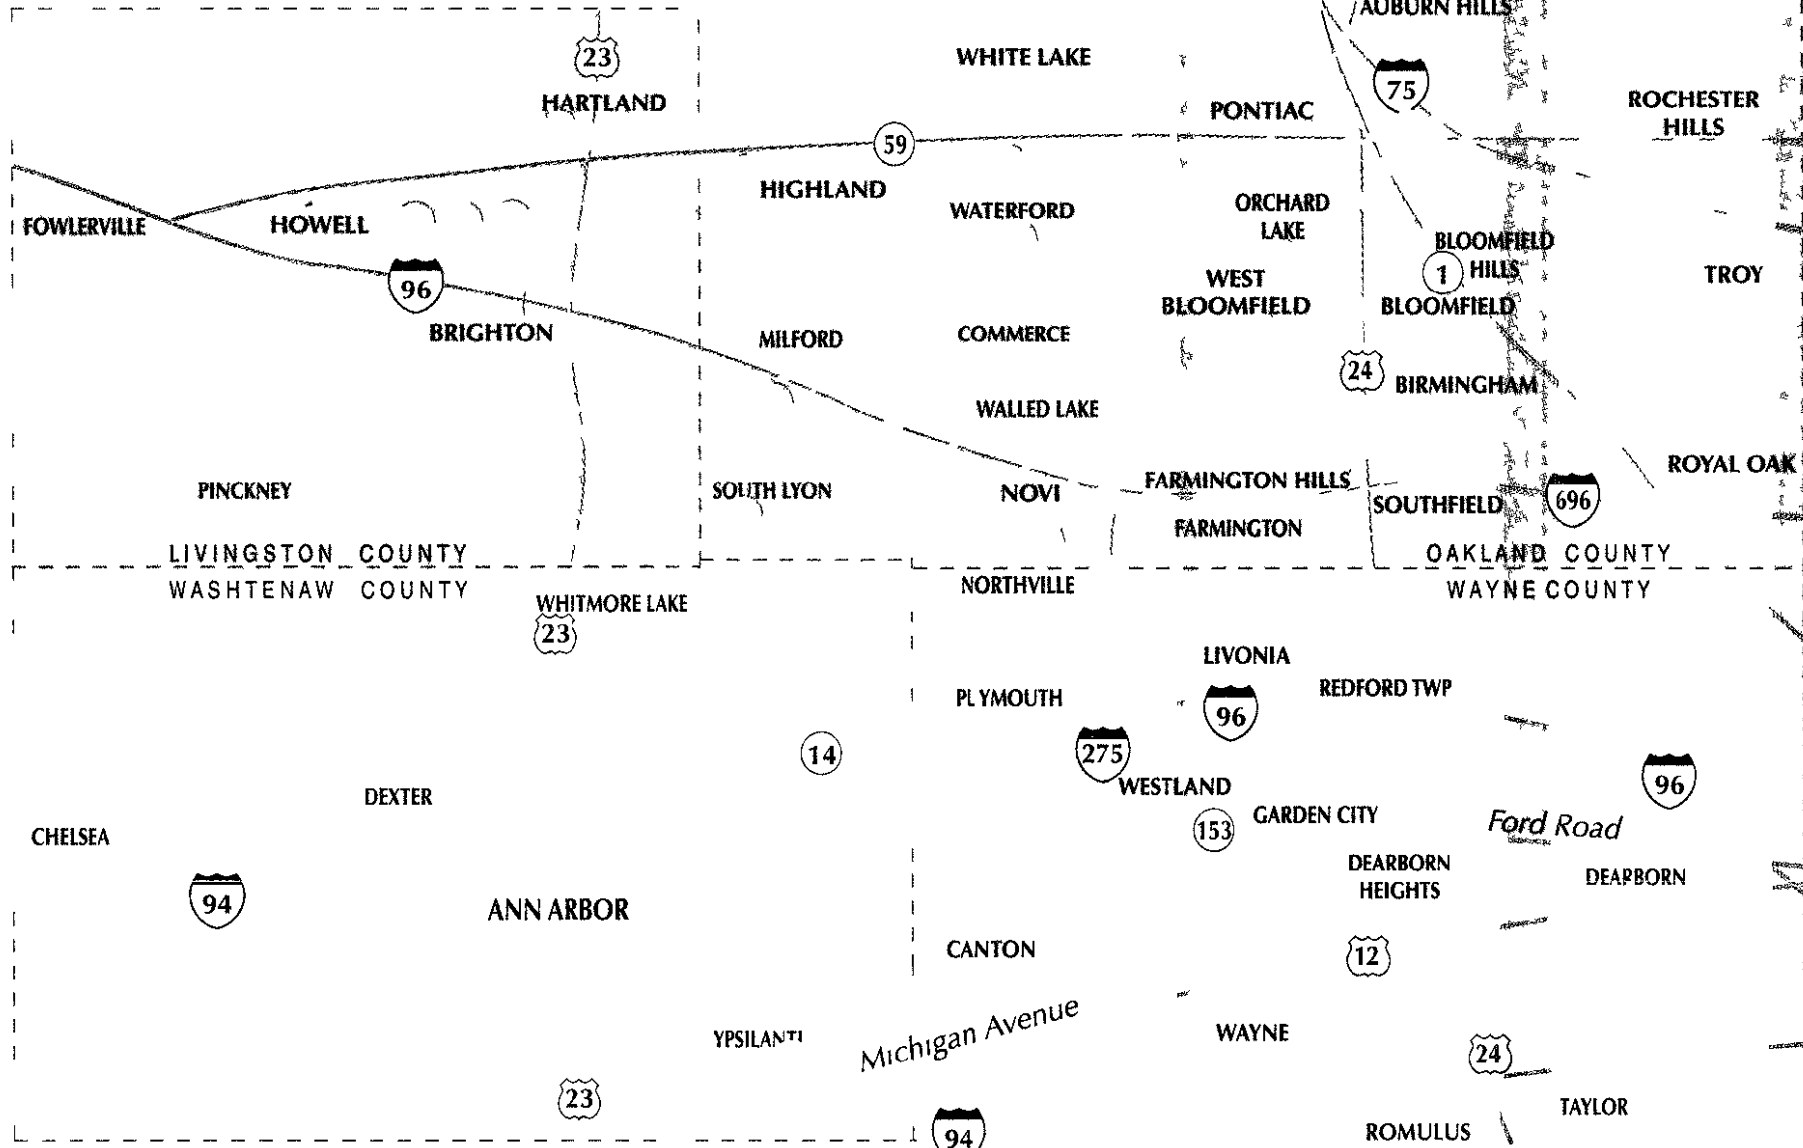 AUBURN HILLS
23
WHITE LAKE
75
HARTLAND
PONTIAC
ROCHESTER
HILLS
59
HIGHLAND
WATERFORD
ORCHARD
LAKE
FOWLERVILLE
HOWELL
BLOOMFIELD
HILLS
1
TROY
96
WEST
BLOOMFIELD
BLOOMFIELD
BRIGHTON
MILFORD
COMMERCE
24
BIRMINGHAM
WALLED LAKE
ROYAL OAK
PINCKNEY
SOUTH LYON
NOVI
FARMINGTON HILLS
SOUTHFIELD
696
FARMINGTON
LIVINGSTON COUNTY
OAKLAND COUNTY
WASHTENAW COUNTY
NORTHVILLE
WAYNE COUNTY
WHITMORE LAKE
23
LIVONIA
PLYMOUTH
REDFORD TWP
96
14
275
96
WESTLAND
DEXTER
153
GARDEN CITY
Ford Road
CHELSEA
DEARBORN
HEIGHTS
DEARBORN
94
ANN ARBOR
CANTON
12
YPSILANTI
Michigan Avenue
WAYNE
24
23
TAYLOR
94
ROMULUS